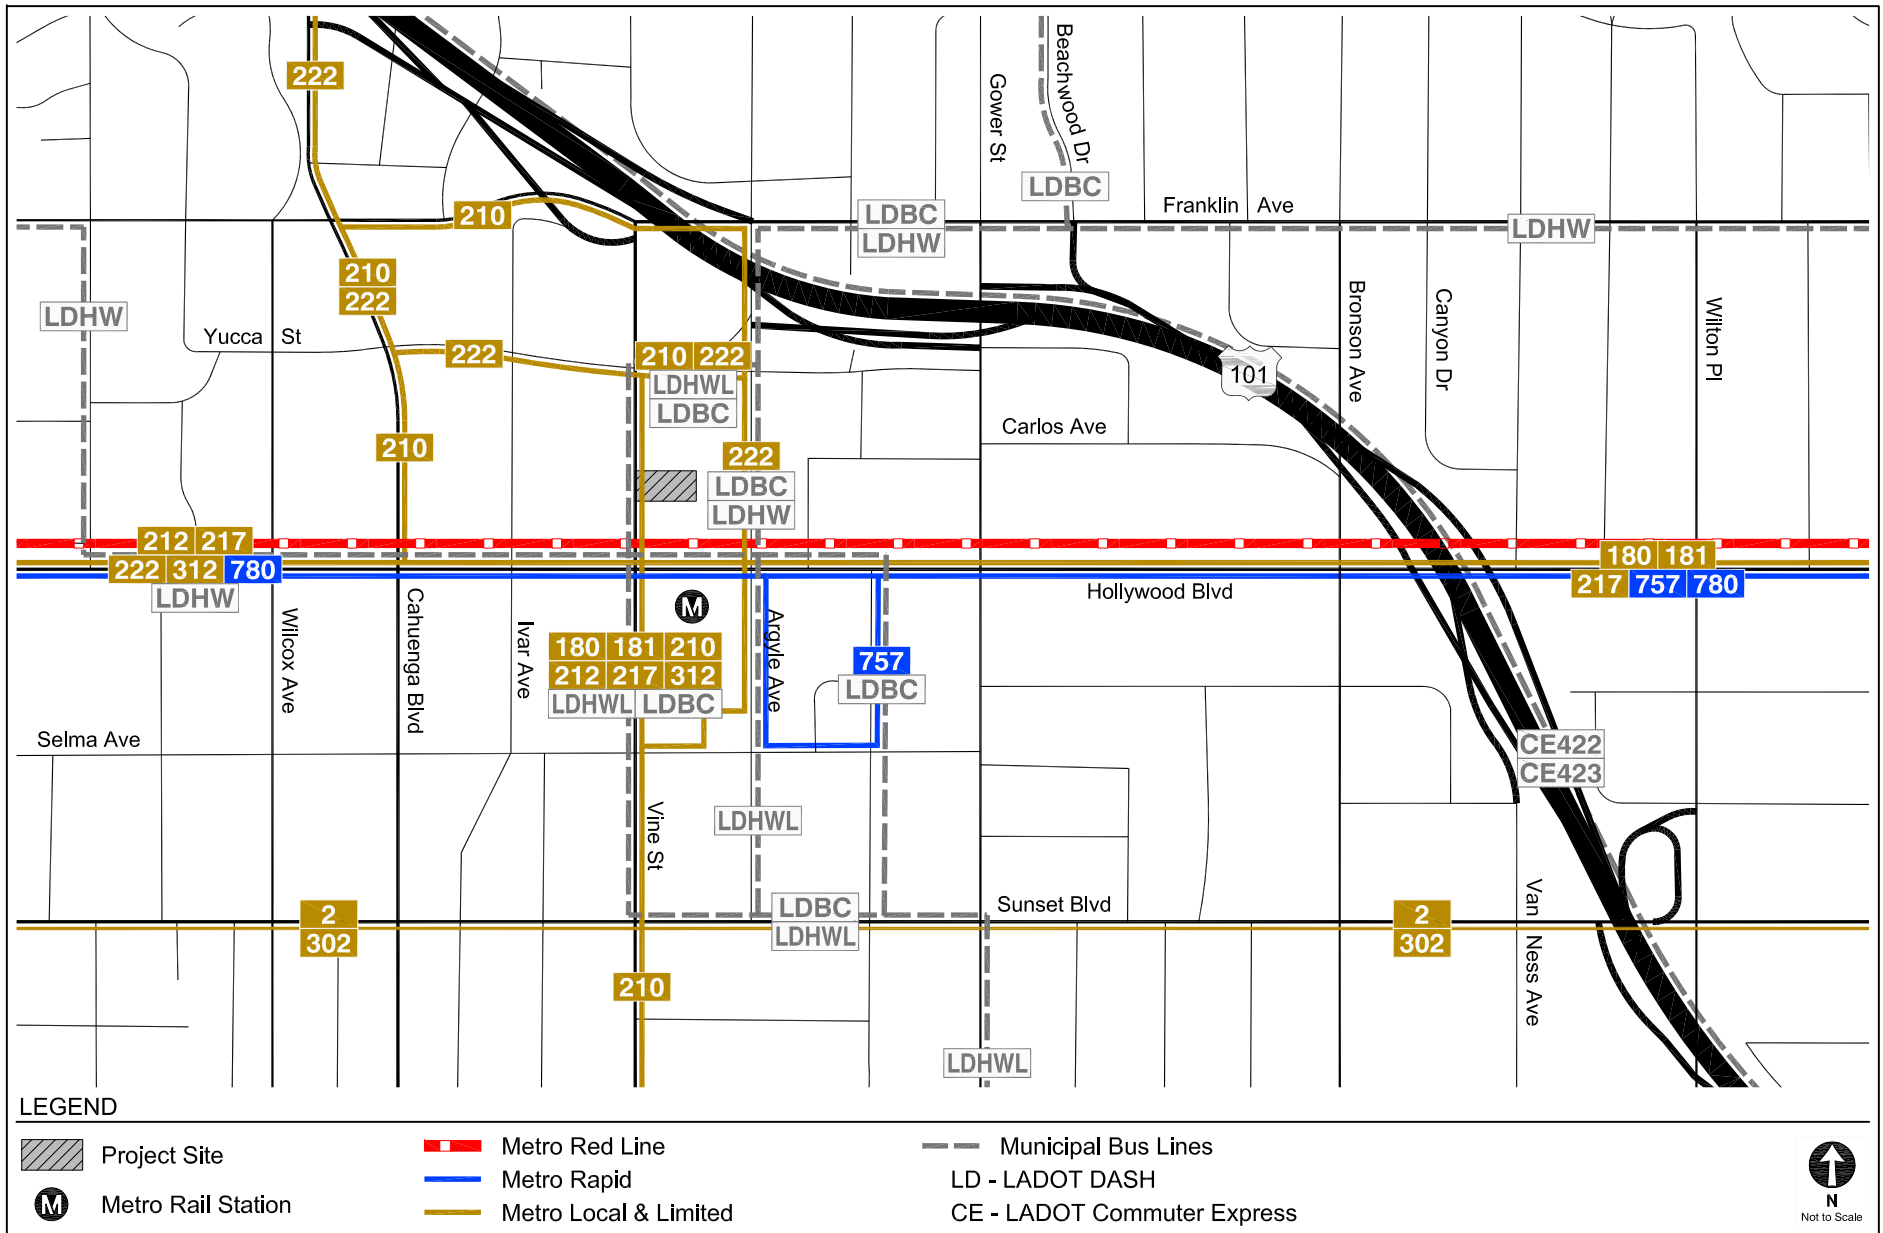 222
Beachwood Dr
Gower St
LDBC
210
LDBC
LDHW
Franklin Ave
LDHW
210
222
LDHW
Yucca St
222
210 222
LDHWL
LDBC
101
Bronson Ave
Canyon Dr
Wilton Pl
210
Carlos Ave
222
LDBC
LDHW
212 217
222 312 780
LDHW
180 181
217 757 780
Hollywood Blvd
Wilcox Ave
Cahuenga Blvd
Ivar Ave
M
Argyle Ave
180 181 210
212 217 312
LDHWL LDBC
757
LDBC
Selma Ave
CE422
CE423
Vine St
LDHWL
2
302
LDBC
LDHWL
Sunset Blvd
2
302
Van Ness Ave
210
LDHWL
LEGEND
Project Site
M Metro Rail Station
Metro Red Line
Metro Rapid
Metro Local & Limited
Municipal Bus Lines
LD - LADOT DASH
CE - LADOT Commuter Express
N
Not to Scale